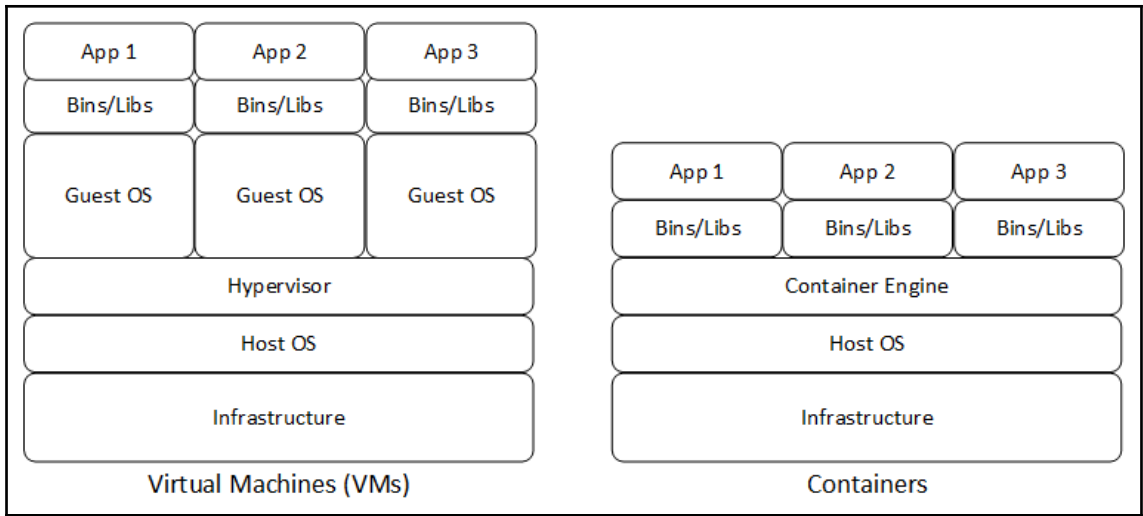 App 1 App 2 App 3
Bins/Libs Bins/Libs Bins/Libs
Guest OS Guest OS Guest OS
Hypervisor
Host OS
Infrastructure
Virtual Machines (VMs)
App 1 App 2 App 3
Bins/Libs Bins/Libs Bins/Libs
Container Engine
Host OS
Infrastructure
Containers